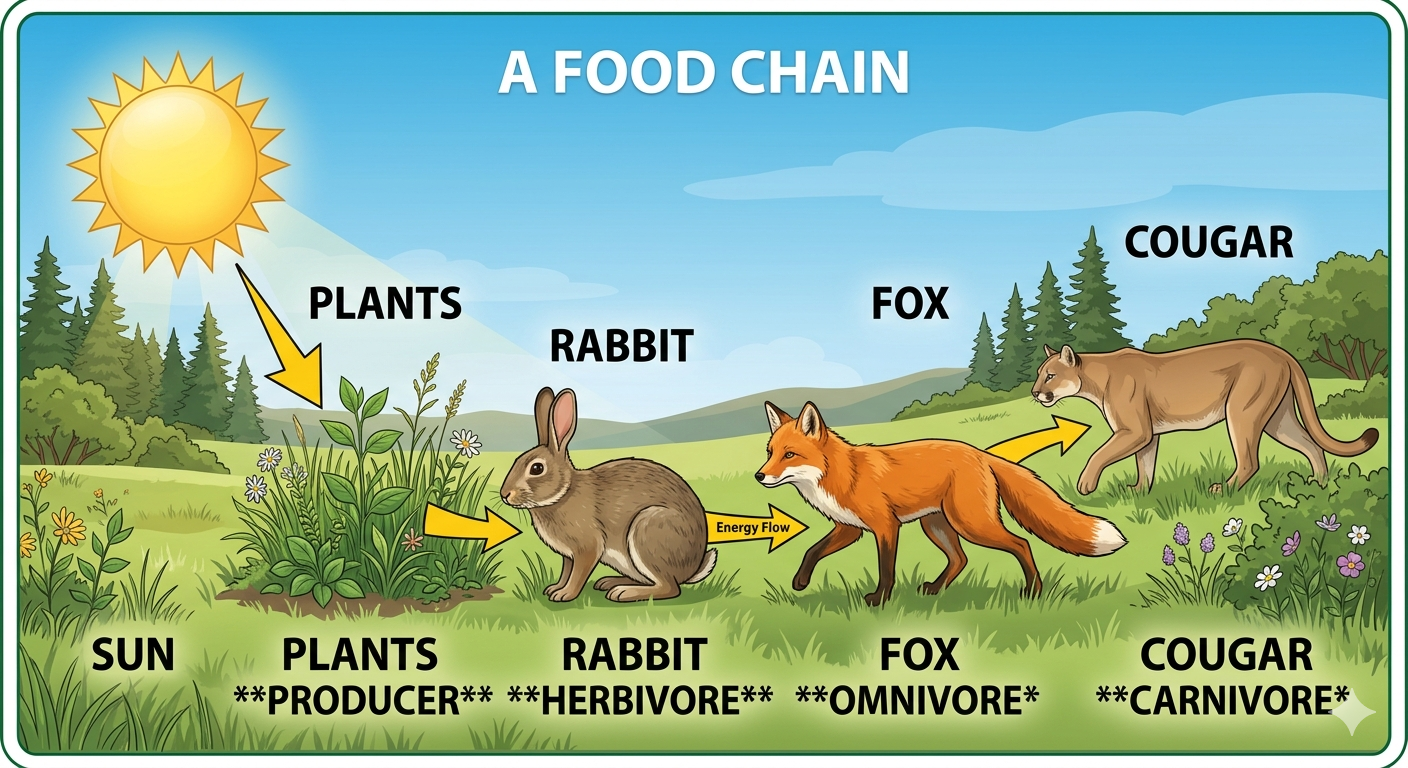 A FOOD CHAIN
COUGAR
PLANTS
FOX
RABBIT
Energy Flow
SUN
PLANTS
**PRODUCER**
RABBIT
**HERBIVORE**
FOX
**OMNIVORE*
COUGAR
**CARNIVORE*